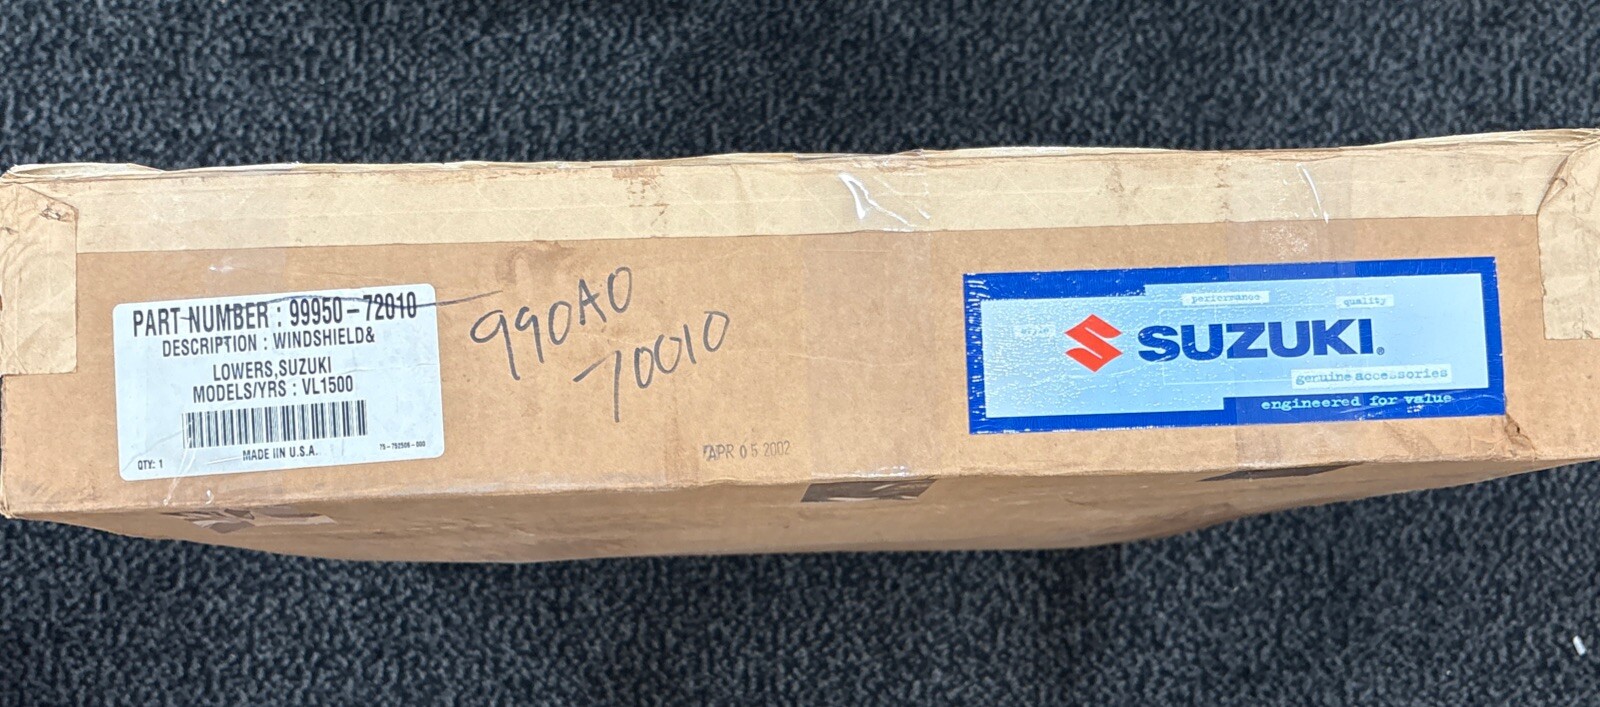 PART NUMBER : 99950-72010
DESCRIPTION : WINDSHIELD&
LOWERS,SUZUKI
MODELS/YRS : VL1500
MADE IIN U.S.A.
75-752506-000
QTY: 1
990A0
70010
APR 05 2002
performance
quality
style
SUZUKI
genuine accessories
engineered for value